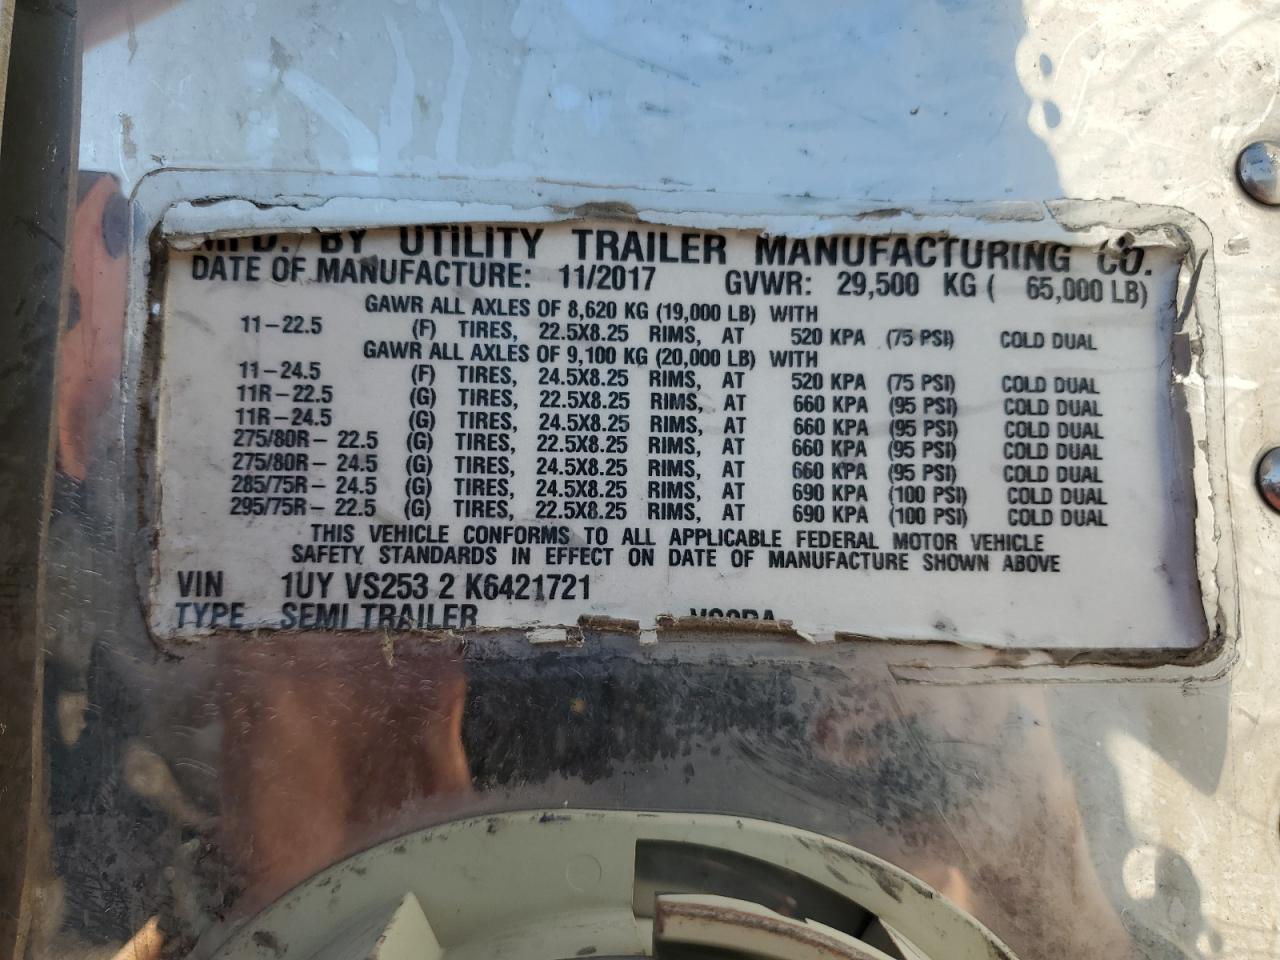 MFD. BY UTILITY TRAILER MANUFACTURING CO.
DATE OF MANUFACTURE: 11/2017 GVWR: 29,500 KG ( 65,000 LB)
GAWR ALL AXLES OF 8,620 KG (19,000 LB) WITH
11-22.5 (F) TIRES, 22.5X8.25 RIMS, AT 520 KPA (75 PSI) COLD DUAL
GAWR ALL AXLES OF 9,100 KG (20,000 LB) WITH
11-24.5 (F) TIRES, 24.5X8.25 RIMS, AT 520 KPA (75 PSI) COLD DUAL
11R-22.5 (G) TIRES, 22.5X8.25 RIMS, AT 660 KPA (95 PSI) COLD DUAL
11R-24.5 (G) TIRES, 24.5X8.25 RIMS, AT 660 KPA (95 PSI) COLD DUAL
275/80R- 22.5 (G) TIRES, 22.5X8.25 RIMS, AT 660 KPA (95 PSI) COLD DUAL
275/80R- 24.5 (G) TIRES, 24.5X8.25 RIMS, AT 660 KPA (95 PSI) COLD DUAL
285/75R- 24.5 (G) TIRES, 24.5X8.25 RIMS, AT 690 KPA (100 PSI) COLD DUAL
295/75R- 22.5 (G) TIRES, 22.5X8.25 RIMS, AT 690 KPA (100 PSI) COLD DUAL
THIS VEHICLE CONFORMS TO ALL APPLICABLE FEDERAL MOTOR VEHICLE
SAFETY STANDARDS IN EFFECT ON DATE OF MANUFACTURE SHOWN ABOVE
VIN 1UY VS253 2 K6421721
TYPE SEMI TRAILER